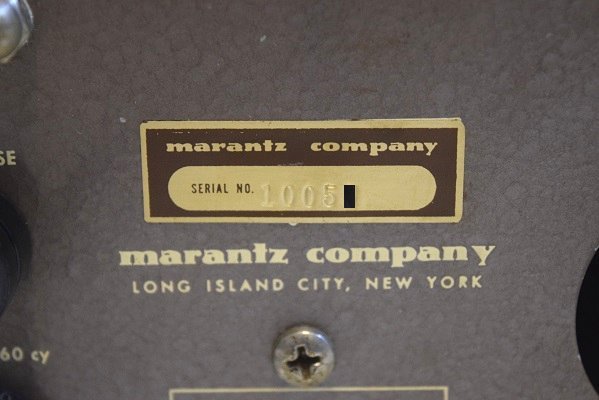 SE
marantz company
SERIAL NO. 1005
marantz company
LONG ISLAND CITY, NEW YORK
60 cy